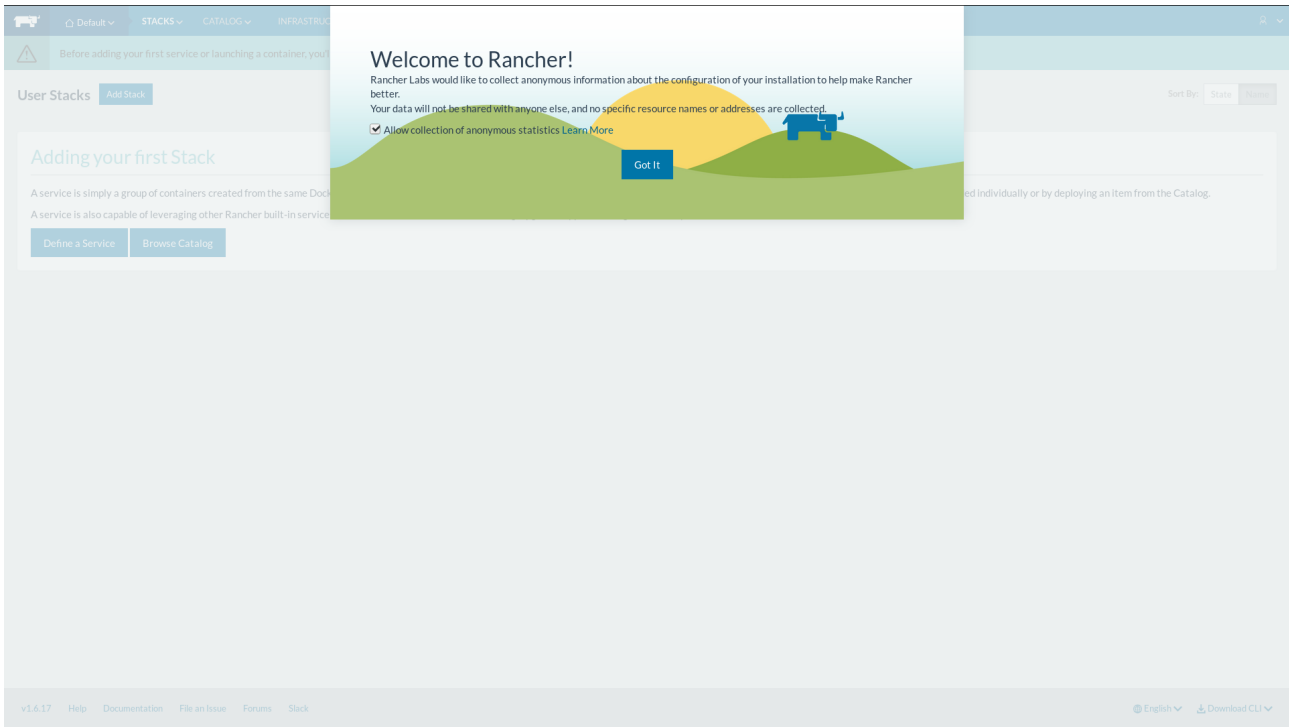 Default STACKS CATALOG INFRASTRUC
Before adding your first service or launching a container, you'l
User Stacks Add Stack
Sort By: State Name
Welcome to Rancher!
Rancher Labs would like to collect anonymous information about the configuration of your installation to help make Rancher
better.
Your data will not be shared with anyone else, and no specific resource names or addresses are collected.
Allow collection of anonymous statistics Learn More
Got It
Adding your first Stack
A service is simply a group of containers created from the same Dock
ed individually or by deploying an item from the Catalog.
A service is also capable of leveraging other Rancher built-in service
Define a Service Browse Catalog
v1.6.17 Help Documentation File an Issue Forums Slack
English Download CLI